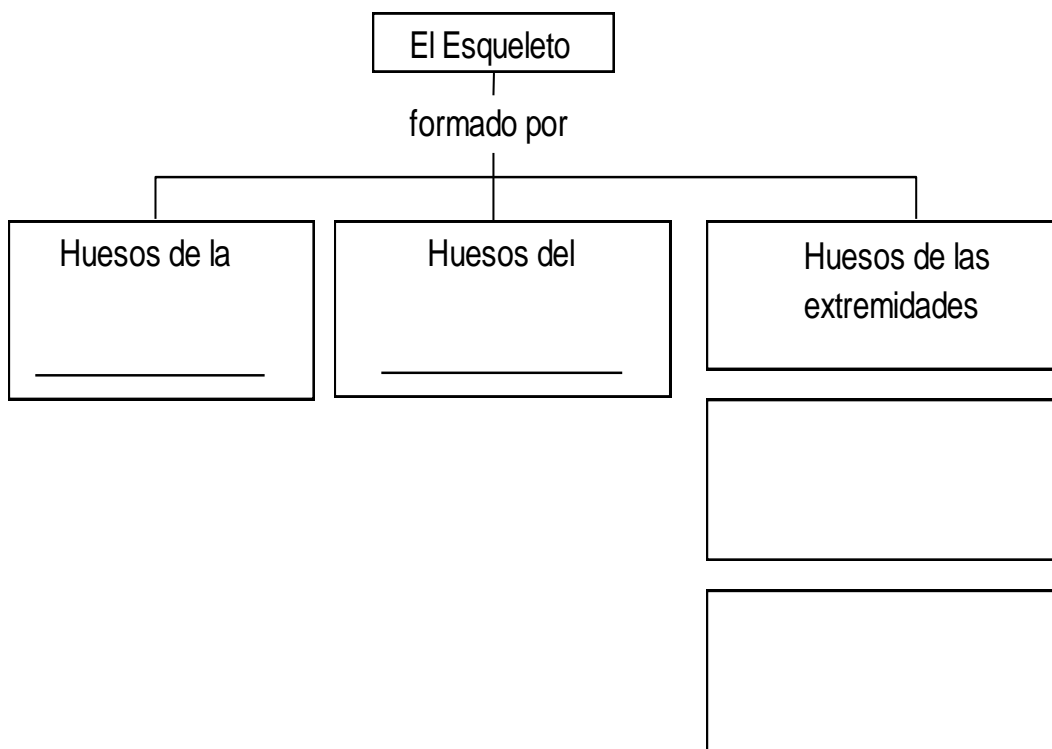 El Esqueleto
formado por
Huesos de la
Huesos del
Huesos de las
extremidades